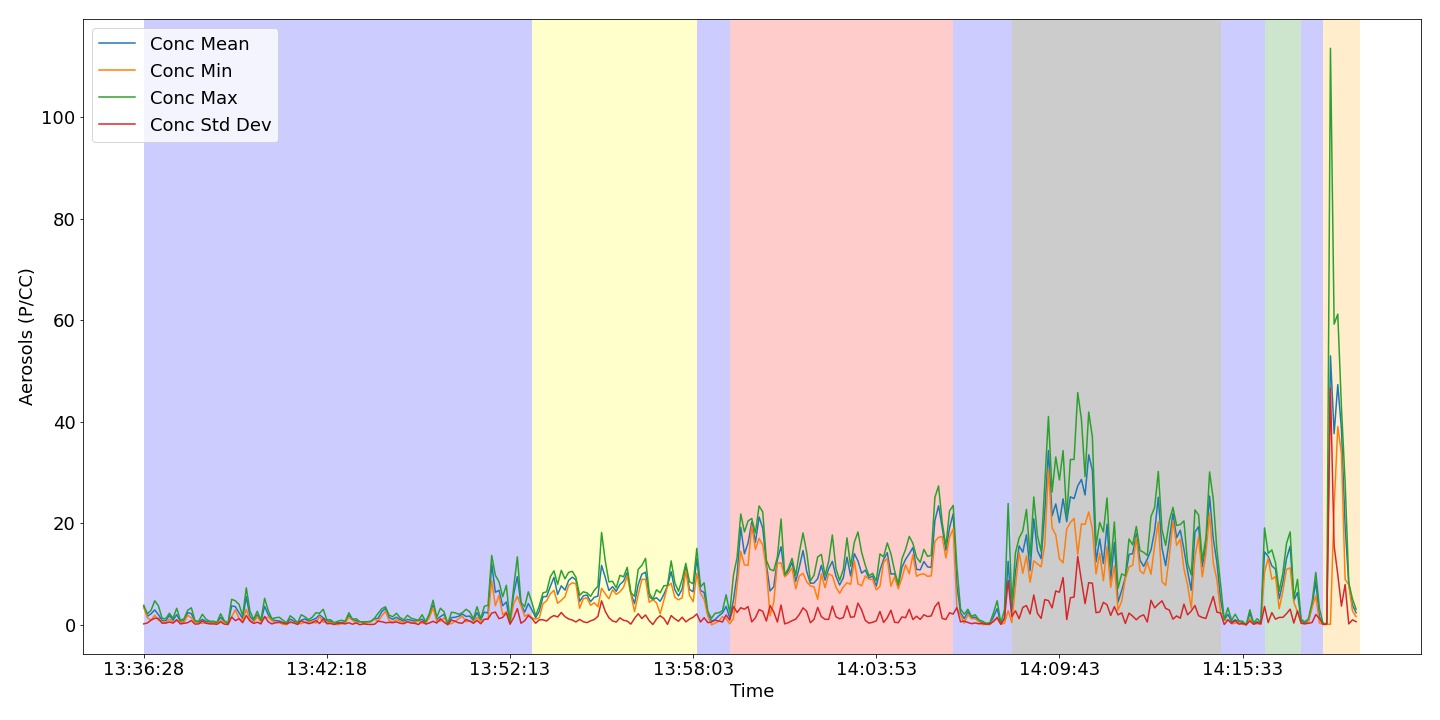 Conc Mean
Conc Min
Conc Max
Conc Std Dev
100
80
60
40
20
0
Aerosols (P/CC)
13:36:28 13:42:18 13:52:13 13:58:03 14:03:53 14:09:43 14:15:33
Time